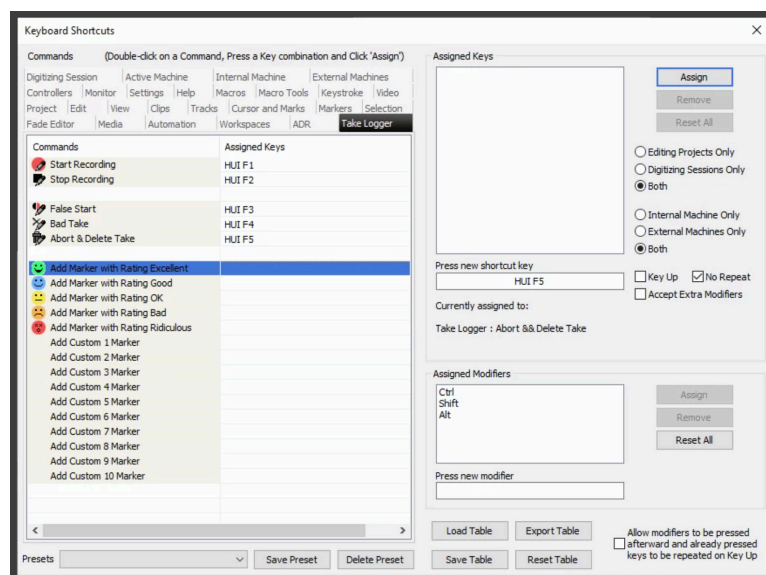 Keyboard Shortcuts
Commands (Double-click on a Command, Press a Key combination and Click 'Assign')
Digitizing Session Active Machine Internal Machine External Machines
Controllers Monitor Settings Help Macros Macro Tools Keystroke Video
Project Edit View Clips Tracks Cursor and Marks Markers Selection
Fade Editor Media Automation Workspaces ADR Take Logger
Commands Assigned Keys
Start Recording HUI F1
Stop Recording HUI F2
False Start HUI F3
Bad Take HUI F4
Abort & Delete Take HUI F5
Add Marker with Rating Excellent
Add Marker with Rating Good
Add Marker with Rating OK
Add Marker with Rating Bad
Add Marker with Rating Ridiculous
Add Custom 1 Marker
Add Custom 2 Marker
Add Custom 3 Marker
Add Custom 4 Marker
Add Custom 5 Marker
Add Custom 6 Marker
Add Custom 7 Marker
Add Custom 8 Marker
Add Custom 9 Marker
Add Custom 10 Marker
Presets Save Preset Delete Preset
Assigned Keys
Assign
Remove
Reset All
Editing Projects Only
Digitizing Sessions Only
Both
Internal Machine Only
External Machines Only
Both
Press new shortcut key
HUI F5
Key Up No Repeat
Accept Extra Modifiers
Currently assigned to:
Take Logger : Abort && Delete Take
Assigned Modifiers
Ctrl
Shift
Alt
Assign
Remove
Reset All
Press new modifier
Load Table Export Table
Save Table Reset Table
Allow modifiers to be pressed
afterward and already pressed
keys to be repeated on Key Up